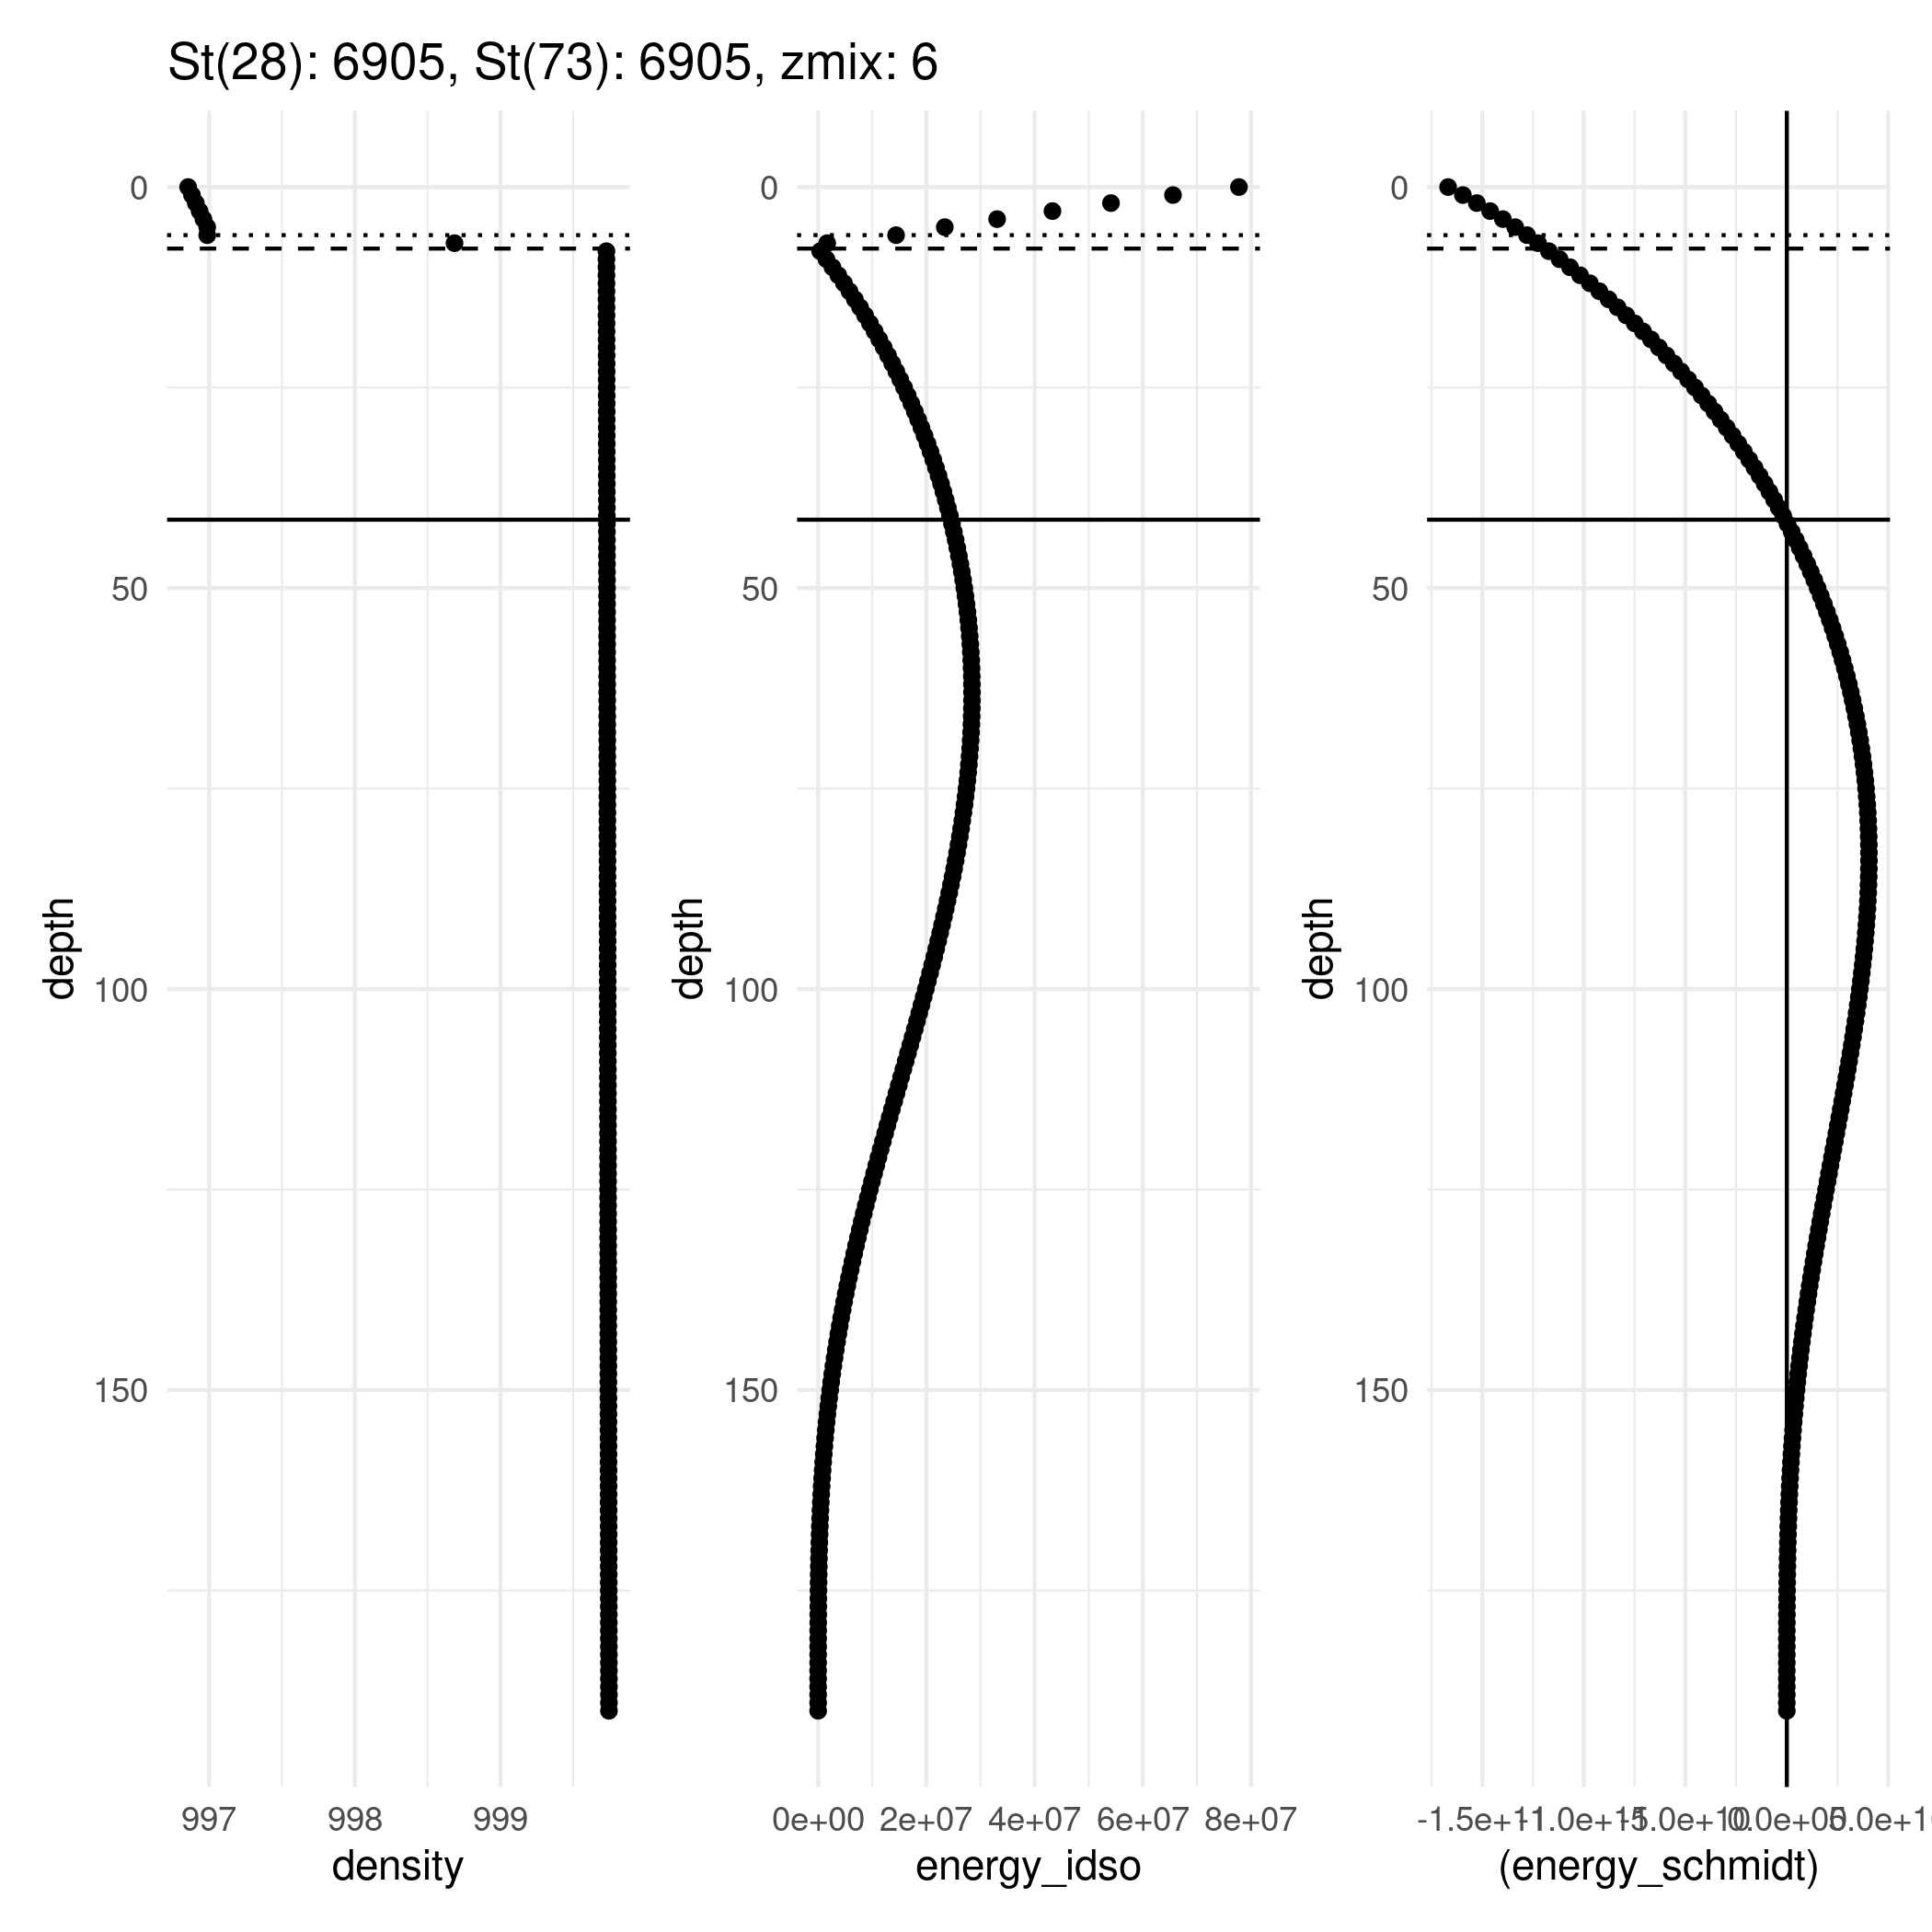 St(28): 6905, St(73): 6905, zmix: 6
0
50
100
150
depth
997 998 999
density
0
50
100
150
depth
0e+00 2e+07 4e+07 6e+07 8e+07
energy_idso
0
50
100
150
depth
(energy_schmidt)